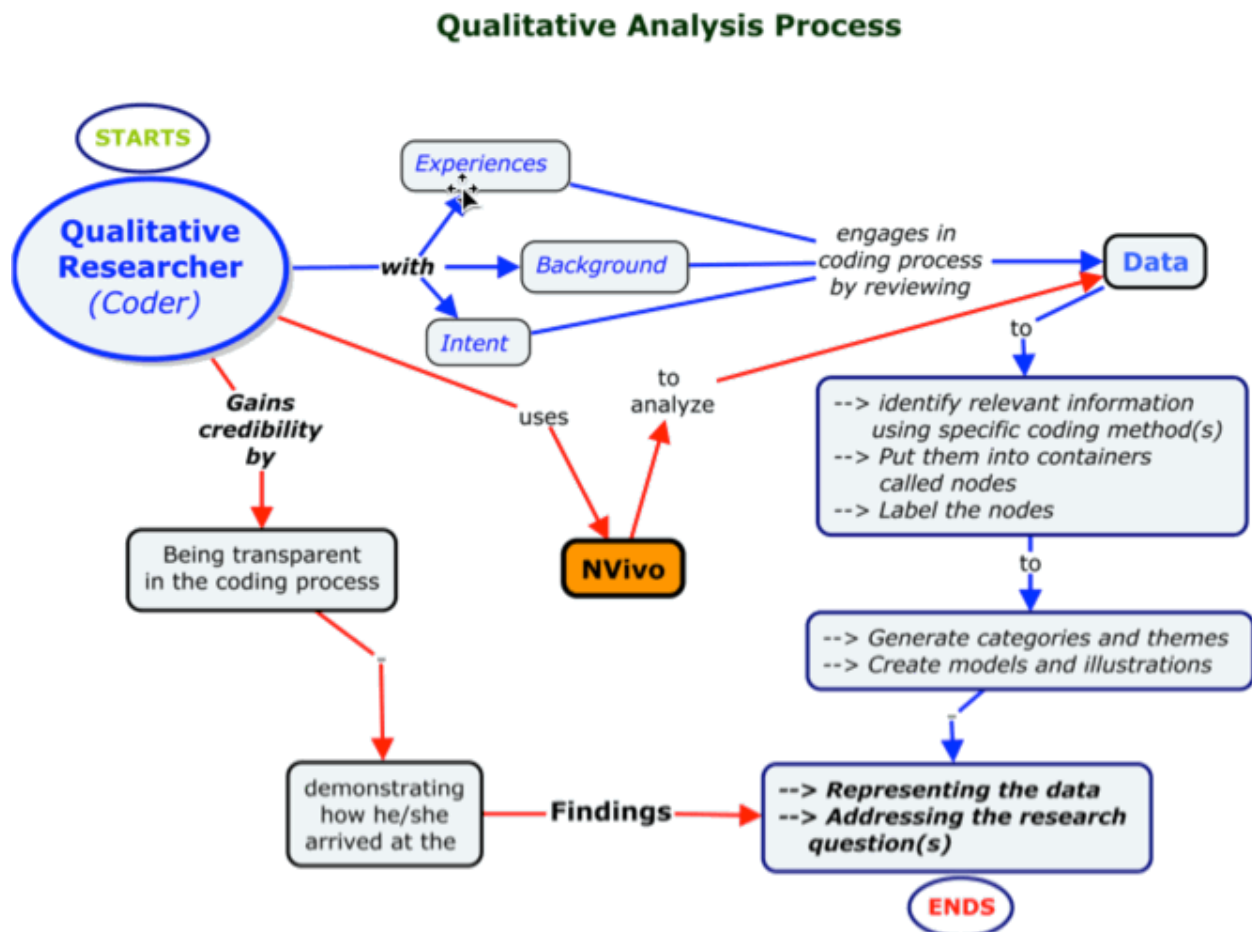 Qualitative Analysis Process
STARTS
Qualitative
Researcher
(Coder)
with
Experiences
Background
Intent
engages in
coding process
by reviewing
Data
to
--> identify relevant information
using specific coding method(s)
--> Put them into containers
called nodes
--> Label the nodes
to
--> Generate categories and themes
--> Create models and illustrations
-
uses
NVivo
to
analyze
Gains
credibility
by
Being transparent
in the coding process
-
demonstrating
how he/she
arrived at the
Findings
--> Representing the data
--> Addressing the research
question(s)
ENDS